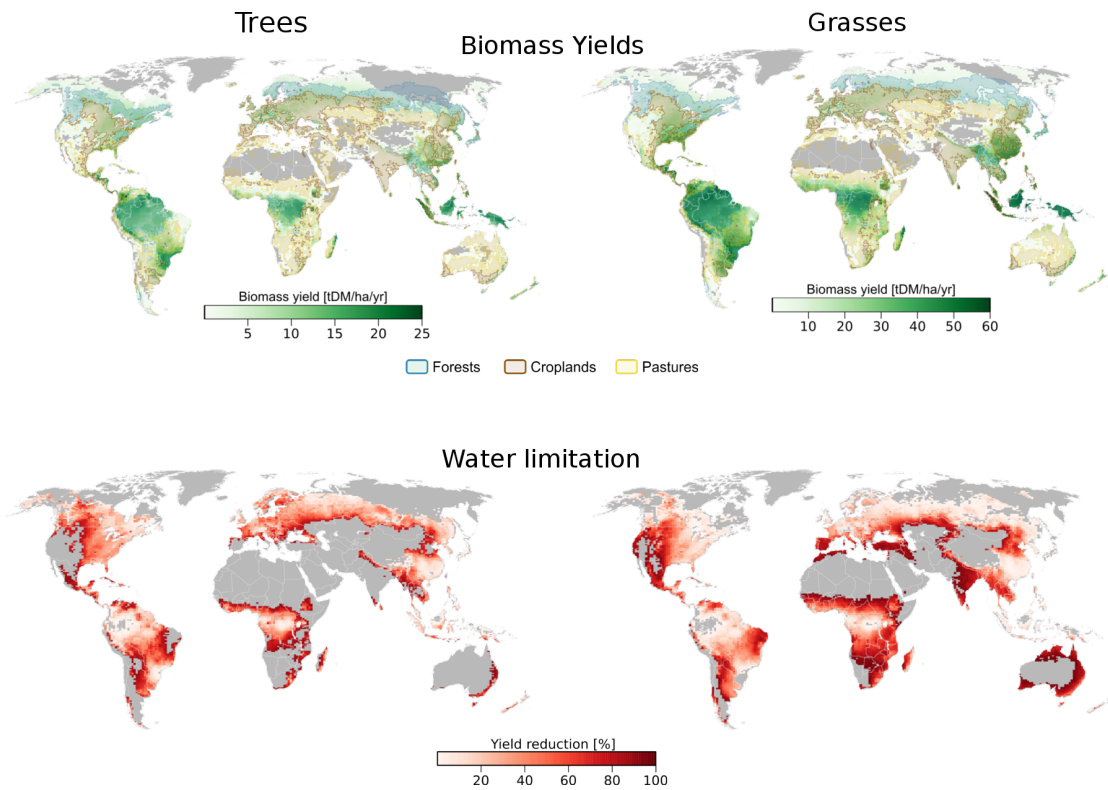 Trees
Grasses
Biomass Yields
Biomass yield [tDM/ha/yr]
5 10 15 20 25
Biomass yield [tDM/ha/yr]
10 20 30 40 50 60
Forests Croplands Pastures
Water limitation
Yield reduction [%]
20 40 60 80 100